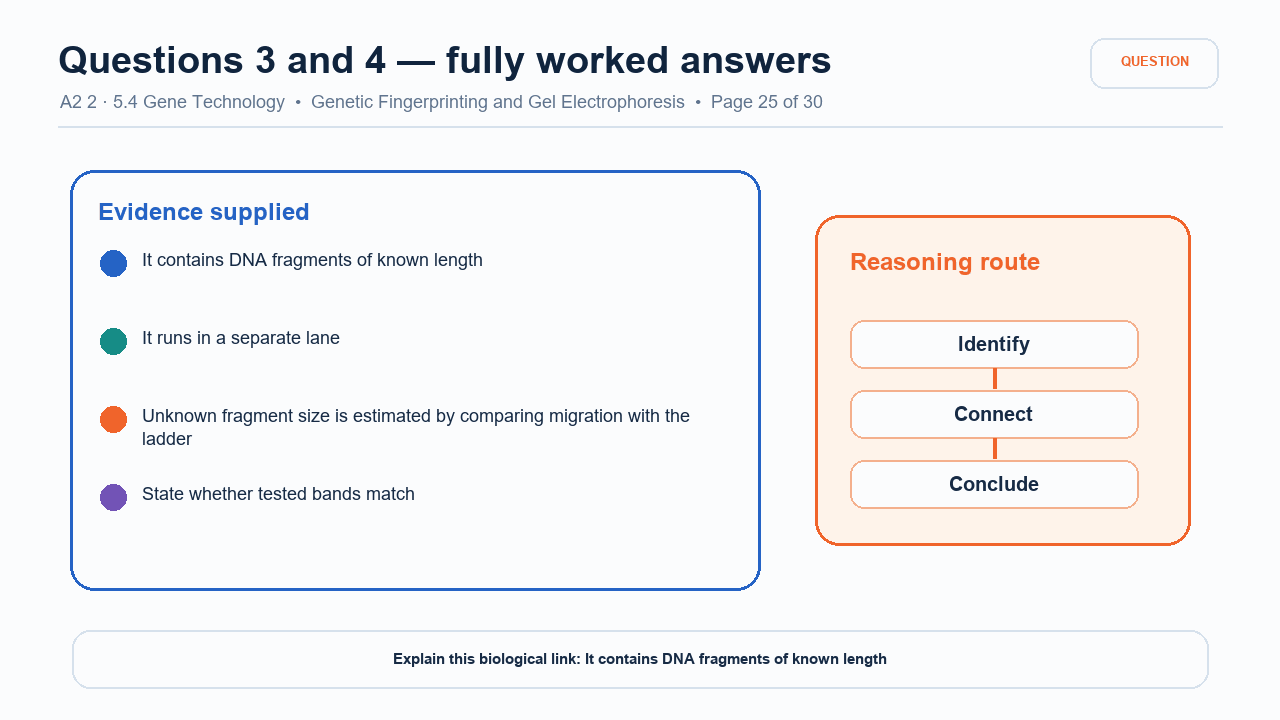 Questions 3 and 4 — fully worked answers
QUESTION
A2 2 · 5.4 Gene Technology • Genetic Fingerprinting and Gel Electrophoresis • Page 25 of 30
Evidence supplied
It contains DNA fragments of known length
It runs in a separate lane
Unknown fragment size is estimated by comparing migration with the
ladder
State whether tested bands match
Reasoning route
Identify
Connect
Conclude
Explain this biological link: It contains DNA fragments of known length